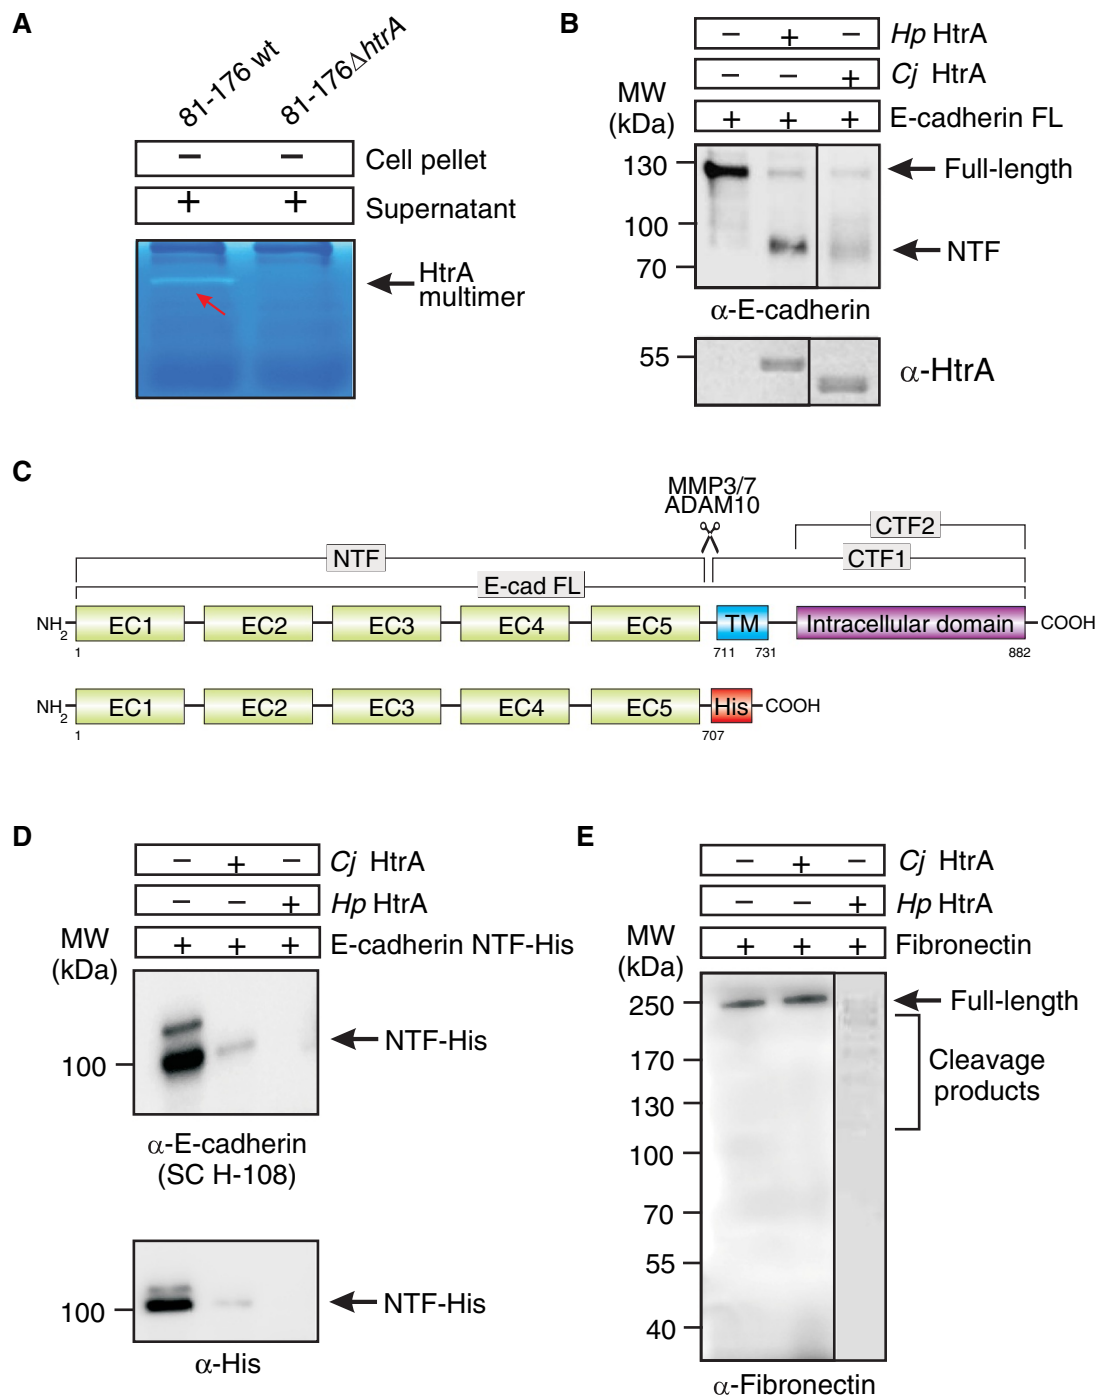 A
81-176 wt
81-176ΔhtrA
− − Cell pellet
+ + Supernatant
HtrA
multimer
B
− + − Hp HtrA
− − + Cj HtrA
MW
(kDa)
+ + + E-cadherin FL
130
100
70
Full-length
NTF
α-E-cadherin
55
α-HtrA
C
MMP3/7
ADAM10
CTF2
NTF
CTF1
E-cad FL
NH2 EC1 EC2 EC3 EC4 EC5 TM Intracellular domain COOH
1 711 731 882
NH2 EC1 EC2 EC3 EC4 EC5 His COOH
1 707
D
− + − Cj HtrA
− − + Hp HtrA
MW
(kDa)
+ + + E-cadherin NTF-His
100
NTF-His
α-E-cadherin
(SC H-108)
100
NTF-His
α-His
E
− + − Cj HtrA
− − + Hp HtrA
MW
(kDa)
+ + + Fibronectin
250
170
130
100
70
55
40
Full-length
Cleavage
products
α-Fibronectin